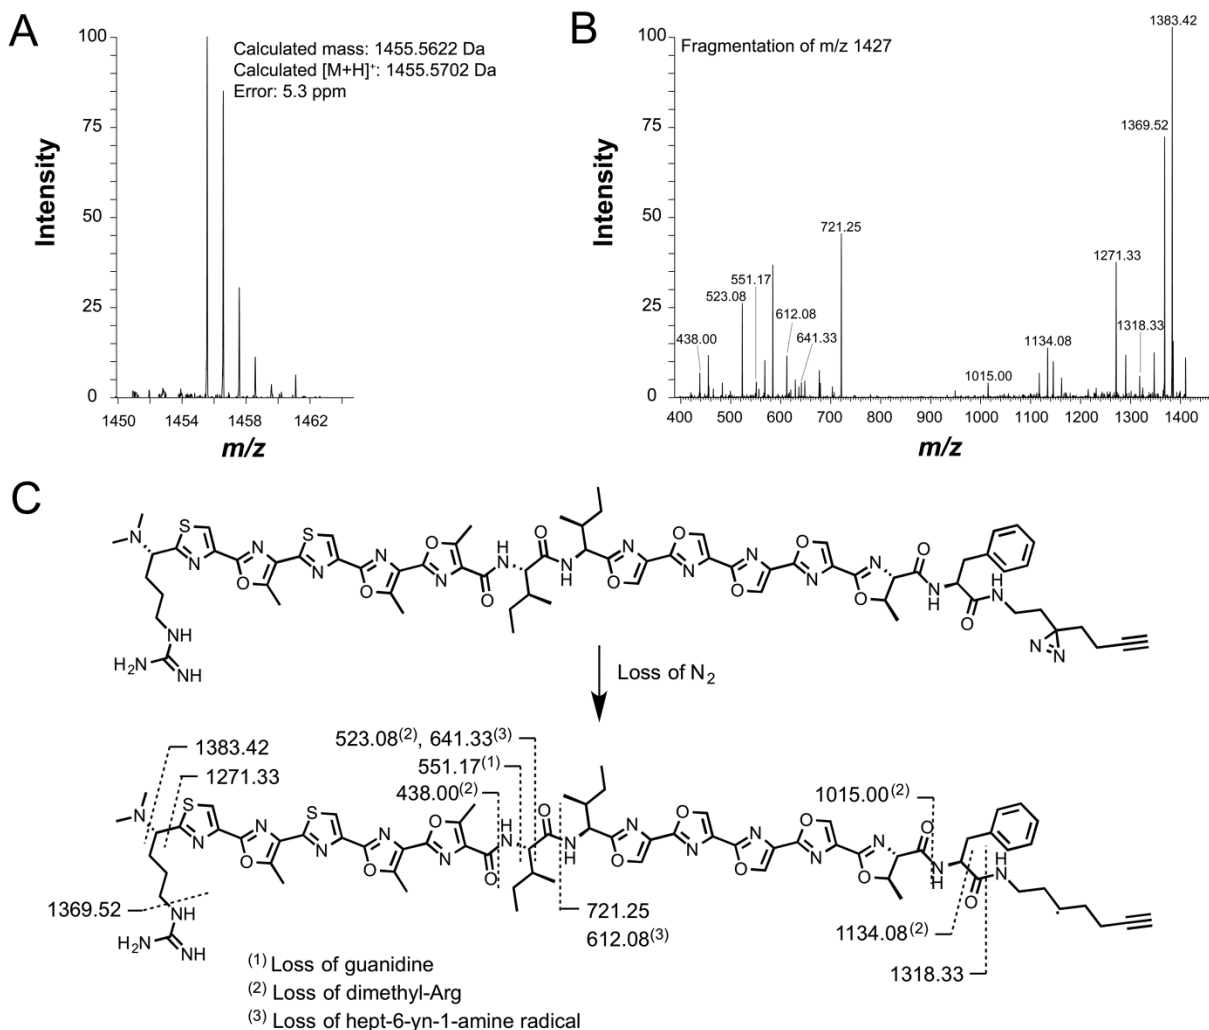 A
B
Calculated mass: 1455.5622 Da
Calculated [M+H]+: 1455.5702 Da
Error: 5.3 ppm
Intensity
100
75
50
25
0
1450
1454
1458
1462
m/z
Fragmentation of m/z 1427
Intensity
100
75
50
25
0
438.00
523.08
551.17
612.08
641.33
721.25
1015.00
1134.08
1271.33
1318.33
1369.52
1383.42
400
500
600
700
800
900
1000
1100
1200
1300
1400
m/z
C
N
S
N
O
N
S
N
N
O
O
N
O
H
N
O
N
H
O
N
O
N
N
O
O
N
N
O
O
N
H
O
H
N
N
N
NH
H2N
NH
Loss of N2
1383.42
1271.33
523.08(2), 641.33(3)
551.17(1)
438.00(2)
1015.00(2)
N
S
N
O
N
S
N
N
O
O
N
O
H
N
O
N
H
O
N
O
N
N
O
O
N
N
O
O
N
H
O
H
N
1369.52
NH
H2N
NH
721.25
612.08(3)
1134.08(2)
1318.33
(1) Loss of guanidine
(2) Loss of dimethyl-Arg
(3) Loss of hept-6-yn-1-amine radical